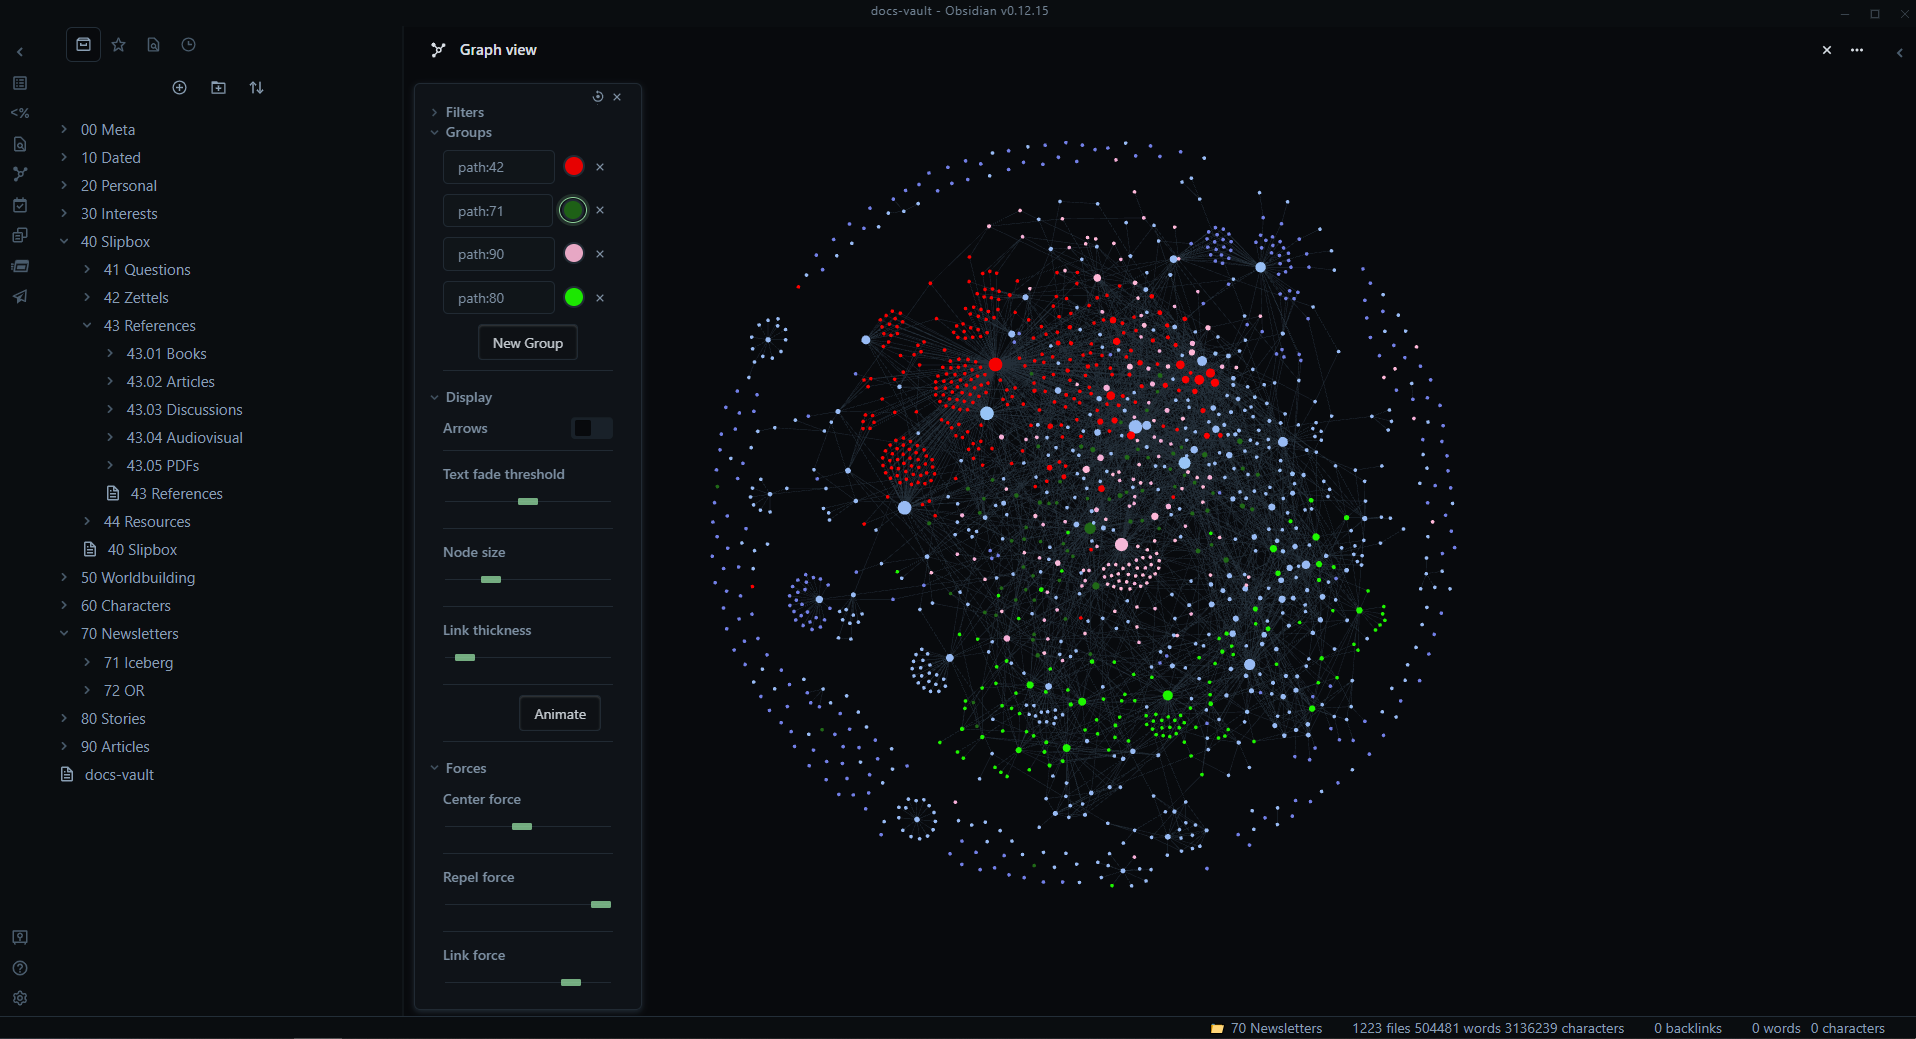 docs-vault - Obsidian v0.12.15
Graph view
<%
00 Meta
10 Dated
20 Personal
30 Interests
40 Slipbox
41 Questions
42 Zettels
43 References
43.01 Books
43.02 Articles
43.03 Discussions
43.04 Audiovisual
43.05 PDFs
43 References
44 Resources
40 Slipbox
50 Worldbuilding
60 Characters
70 Newsletters
71 Iceberg
72 OR
80 Stories
90 Articles
docs-vault
Filters
Groups
path:42
path:71
path:90
path:80
New Group
Display
Arrows
Text fade threshold
Node size
Link thickness
Animate
Forces
Center force
Repel force
Link force
70 Newsletters 1223 files 504481 words 3136239 characters 0 backlinks 0 words 0 characters